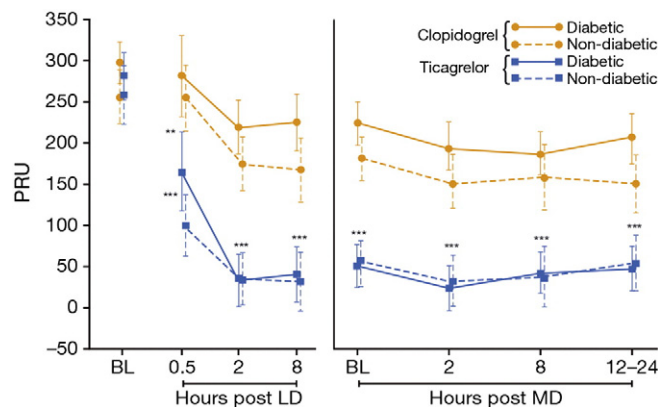 Clopidogrel
Diabetic
Non-diabetic
Ticagrelor
Diabetic
Non-diabetic
PRU
350
300
250
200
150
100
50
0
–50
**
***
***
***
***
***
***
***
BL
0.5
2
8
Hours post LD
BL
2
8
12–24
Hours post MD